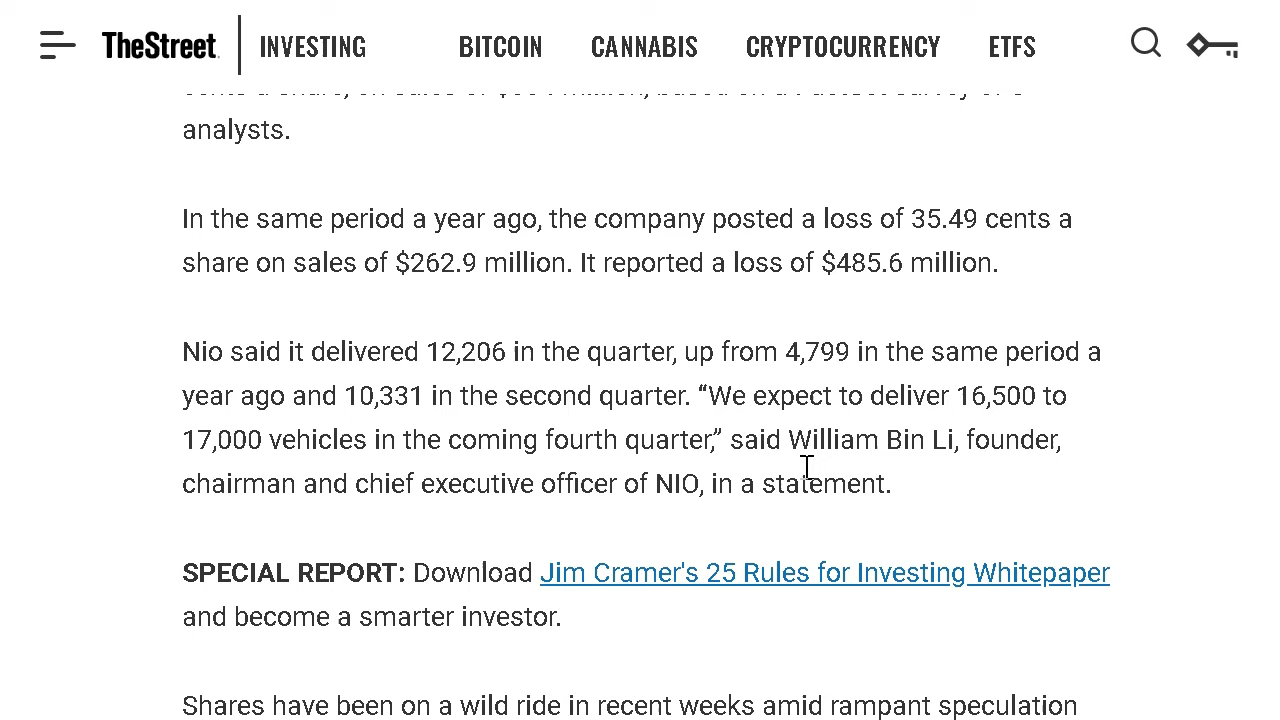 TheStreet INVESTING BITCOIN CANNABIS CRYPTOCURRENCY ETFS
analysts.
In the same period a year ago, the company posted a loss of 35.49 cents a
share on sales of $262.9 million. It reported a loss of $485.6 million.
Nio said it delivered 12,206 in the quarter, up from 4,799 in the same period a
year ago and 10,331 in the second quarter. “We expect to deliver 16,500 to
17,000 vehicles in the coming fourth quarter,” said William Bin Li, founder,
chairman and chief executive officer of NIO, in a statement.
SPECIAL REPORT: Download Jim Cramer's 25 Rules for Investing Whitepaper
and become a smarter investor.
Shares have been on a wild ride in recent weeks amid rampant speculation